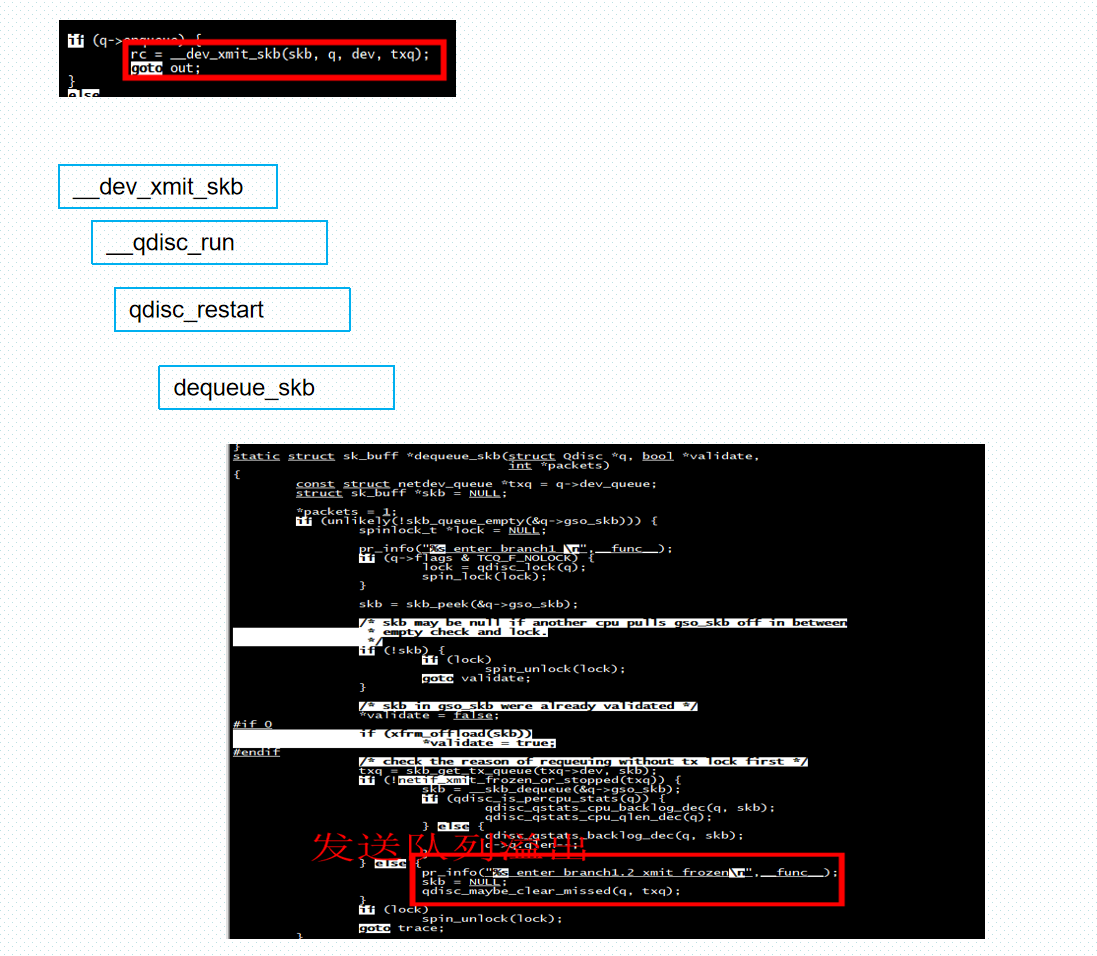 if (q->enqueue) {
rc = __dev_xmit_skb(skb, q, dev, txq);
goto out;
}
else
__dev_xmit_skb
__qdisc_run
qdisc_restart
dequeue_skb
}
static struct sk_buff *dequeue_skb(struct Qdisc *q, bool *validate,
int *packets)
{
const struct netdev_queue *txq = q->dev_queue;
struct sk_buff *skb = NULL;
*packets = 1;
if (unlikely(!skb_queue_empty(&q->gso_skb))) {
spinlock_t *lock = NULL;
pr_info("%s enter branch1 \n",__func__);
if (q->flags & TCQ_F_NOLOCK) {
lock = qdisc_lock(q);
spin_lock(lock);
}
skb = skb_peek(&q->gso_skb);
/* skb may be null if another cpu pulls gso_skb off in between
* empty check and lock.
*/
if (!skb) {
if (lock)
spin_unlock(lock);
goto validate;
}
/* skb in gso_skb were already validated */
*validate = false;
#if 0
if (xfrm_offload(skb))
*validate = true;
#endif
/* check the reason of requeuing without tx lock first */
txq = skb_get_tx_queue(txq->dev, skb);
if (!netif_xmit_frozen_or_stopped(txq)) {
skb = __skb_dequeue(&q->gso_skb);
if (qdisc_is_percpu_stats(q)) {
qdisc_qstats_cpu_backlog_dec(q, skb);
qdisc_qstats_cpu_qlen_dec(q);
} else {
qdisc_qstats_backlog_dec(q, skb);
q->q.qlen--;
发送队列溢出
}
} else {
pr_info("%s enter branch1.2 xmit frozen\n",__func__);
skb = NULL;
qdisc_maybe_clear_missed(q, txq);
}
if (lock)
spin_unlock(lock);
goto trace;
}